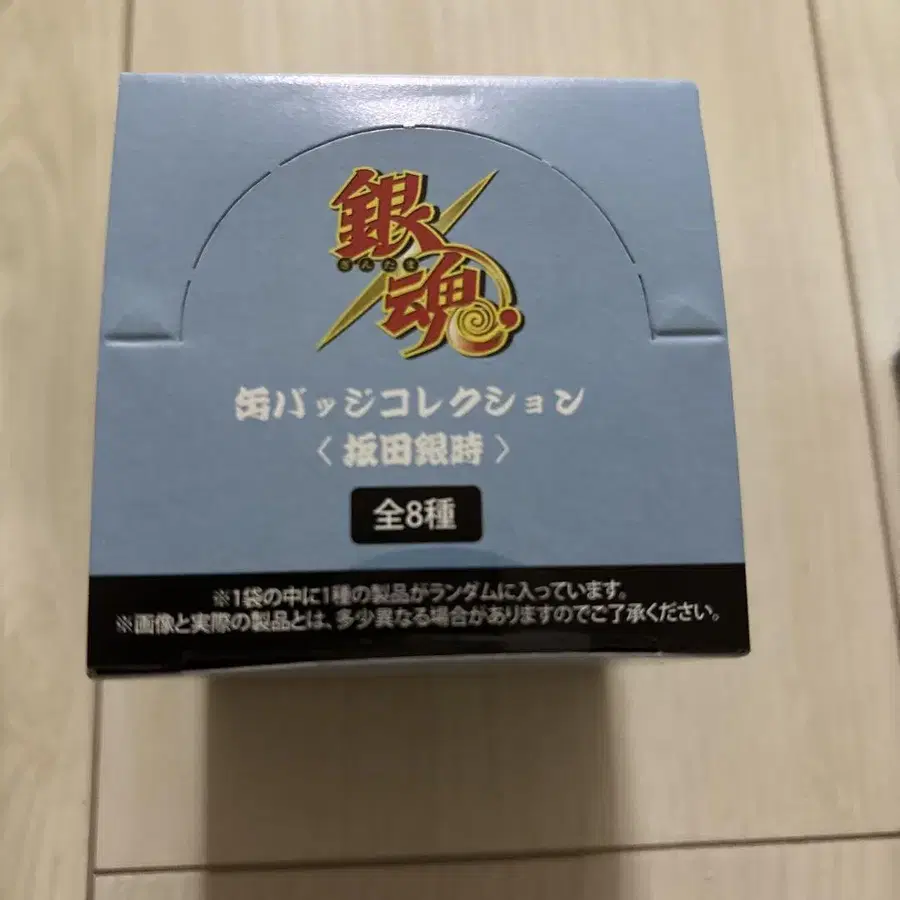 銀魂
ぎんたま
缶バッジコレクション
〈 坂田銀時 〉
全8種
※1袋の中に1種の製品がランダムに入っています。
※画像と実際の製品とは、多少異なる場合がありますのでご了承ください。